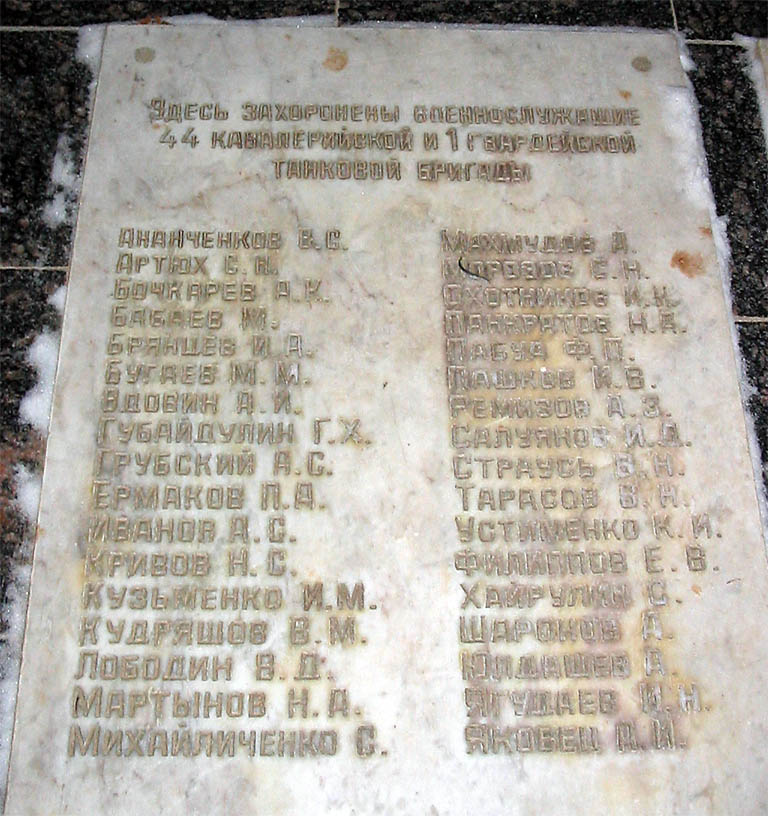 Здесь захоронены военнослужащие
44 кавалерийской и 1 гвардейской
танковой бригады
Ананченков В.С.
Артюх С.Н.
Бочкарев А.К.
Бабаев М.
Брянцев И.А.
Бугаев М.М.
Вдовин А.И.
Губайдулин Г.Х.
Грубский А.С.
Ермаков П.А.
Иванов А.С.
Кривов Н.С.
Кузьменко И.М.
Кудряшов В.М.
Лободин В.Д.
Мартынов Н.А.
Михайличенко С.
Махмудов А.
Морозов С.Н.
Охотников И.Н.
Панкратов Н.А.
Пабуа Ф.П.
Пашков И.В.
Ремизов А.З.
Салуянов И.Д.
Страусь В.Н.
Тарасов В.Н.
Устименко К.И.
Филиппов Е.В.
Хайрулин С.
Шаронов А.
Юлдашев А.
Ягудаев И.Н.
Яковец А.И.